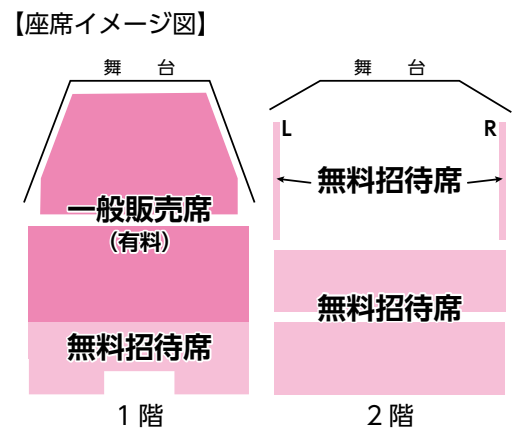 【座席イメージ図】
舞 台
一般販売席
（有料）
無料招待席
1階
舞 台
L
R
無料招待席
無料招待席
2階